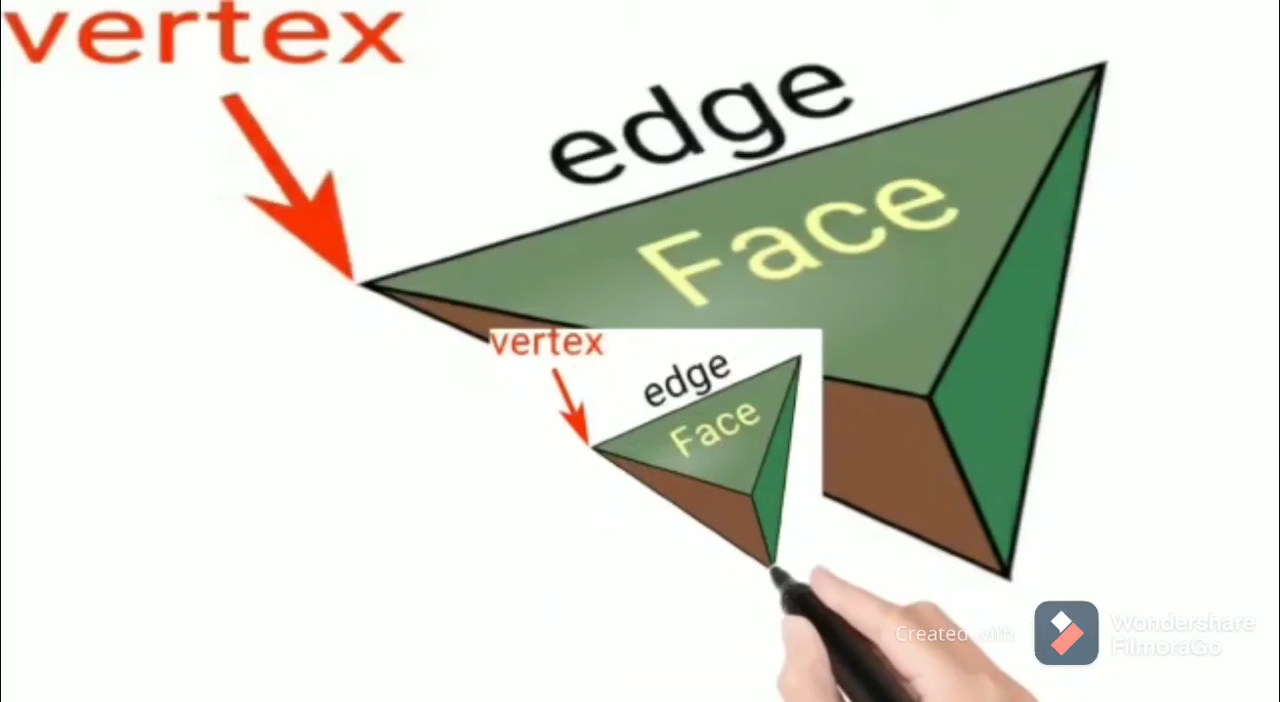 vertex
edge
Face
vertex
edge
Face
Created with
Wondershare
FilmoraGo